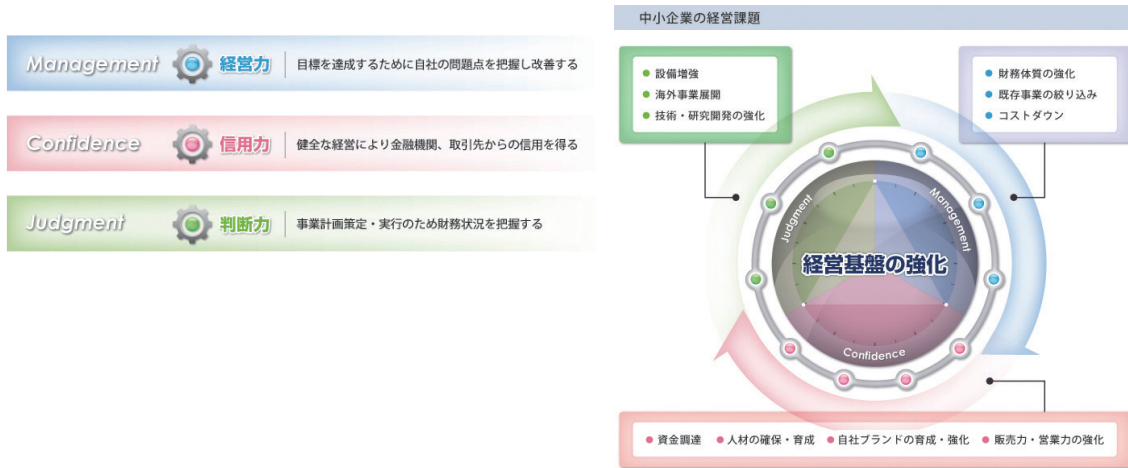 Management 経営力 目標を達成するために自社の問題点を把握し改善する
Confidence 信用力 健全な経営により金融機関、取引先からの信用を得る
Judgment 判断力 事業計画策定・実行のため財務状況を把握する
中小企業の経営課題
設備増強
海外事業展開
技術・研究開発の強化
財務体質の強化
既存事業の絞り込み
コストダウン
Judgment
Management
経営基盤の強化
Confidence
資金調達 人材の確保・育成 自社ブランドの育成・強化 販売力・営業力の強化